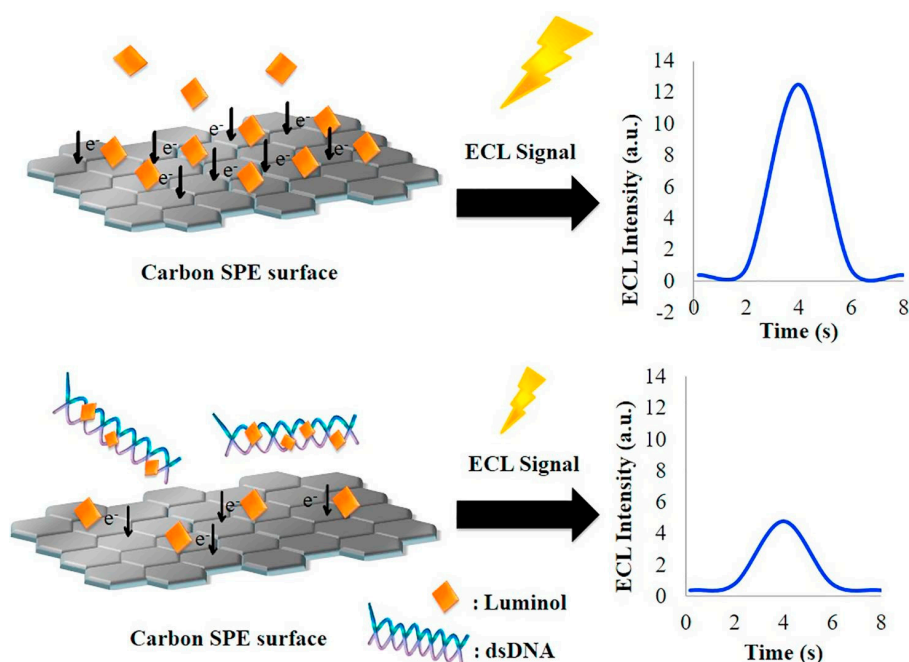 e-
e-
e-
e-
e-
e-
e-
e-
Carbon SPE surface
ECL Signal
ECL Intensity (a.u.)
14
12
10
8
6
4
2
0
-2
0 2 4 6 8
Time (s)
e-
e-
e-
e-
Carbon SPE surface
: Luminol
: dsDNA
ECL Signal
ECL Intensity (a.u.)
14
12
10
8
6
4
2
0
0 2 4 6 8
Time (s)